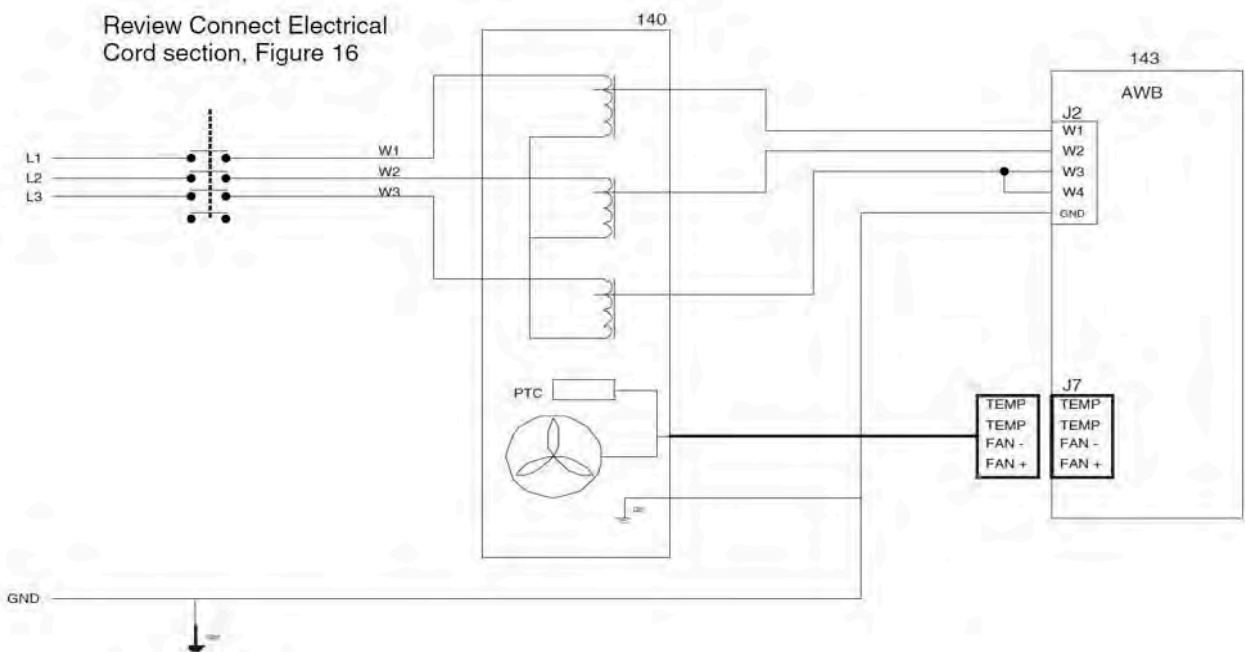 Review Connect Electrical
Cord section, Figure 16
140
143
AWB
J2
W1
W2
W3
W4
GND
L1
L2
L3
W1
W2
W3
PTC
J7
TEMP
TEMP
FAN -
FAN +
TEMP
TEMP
FAN -
FAN +
GND